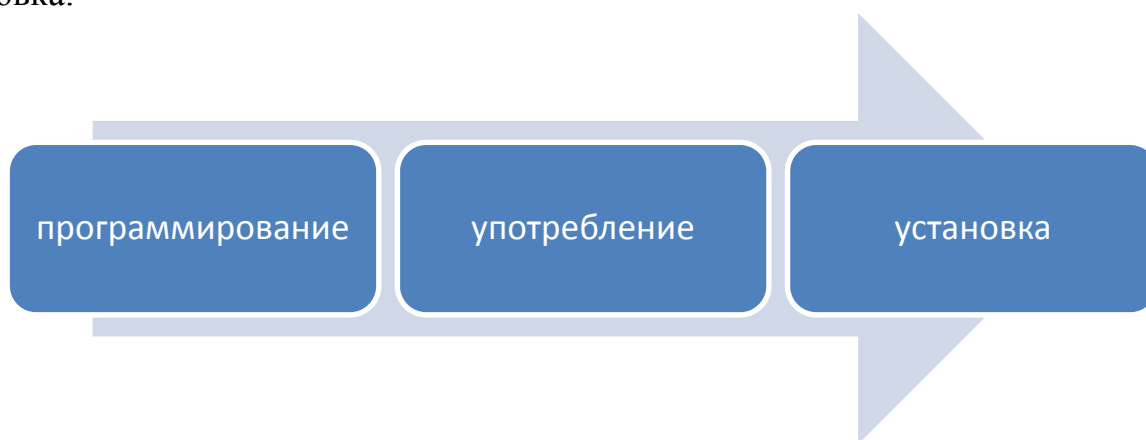 программирование
употребление
установка